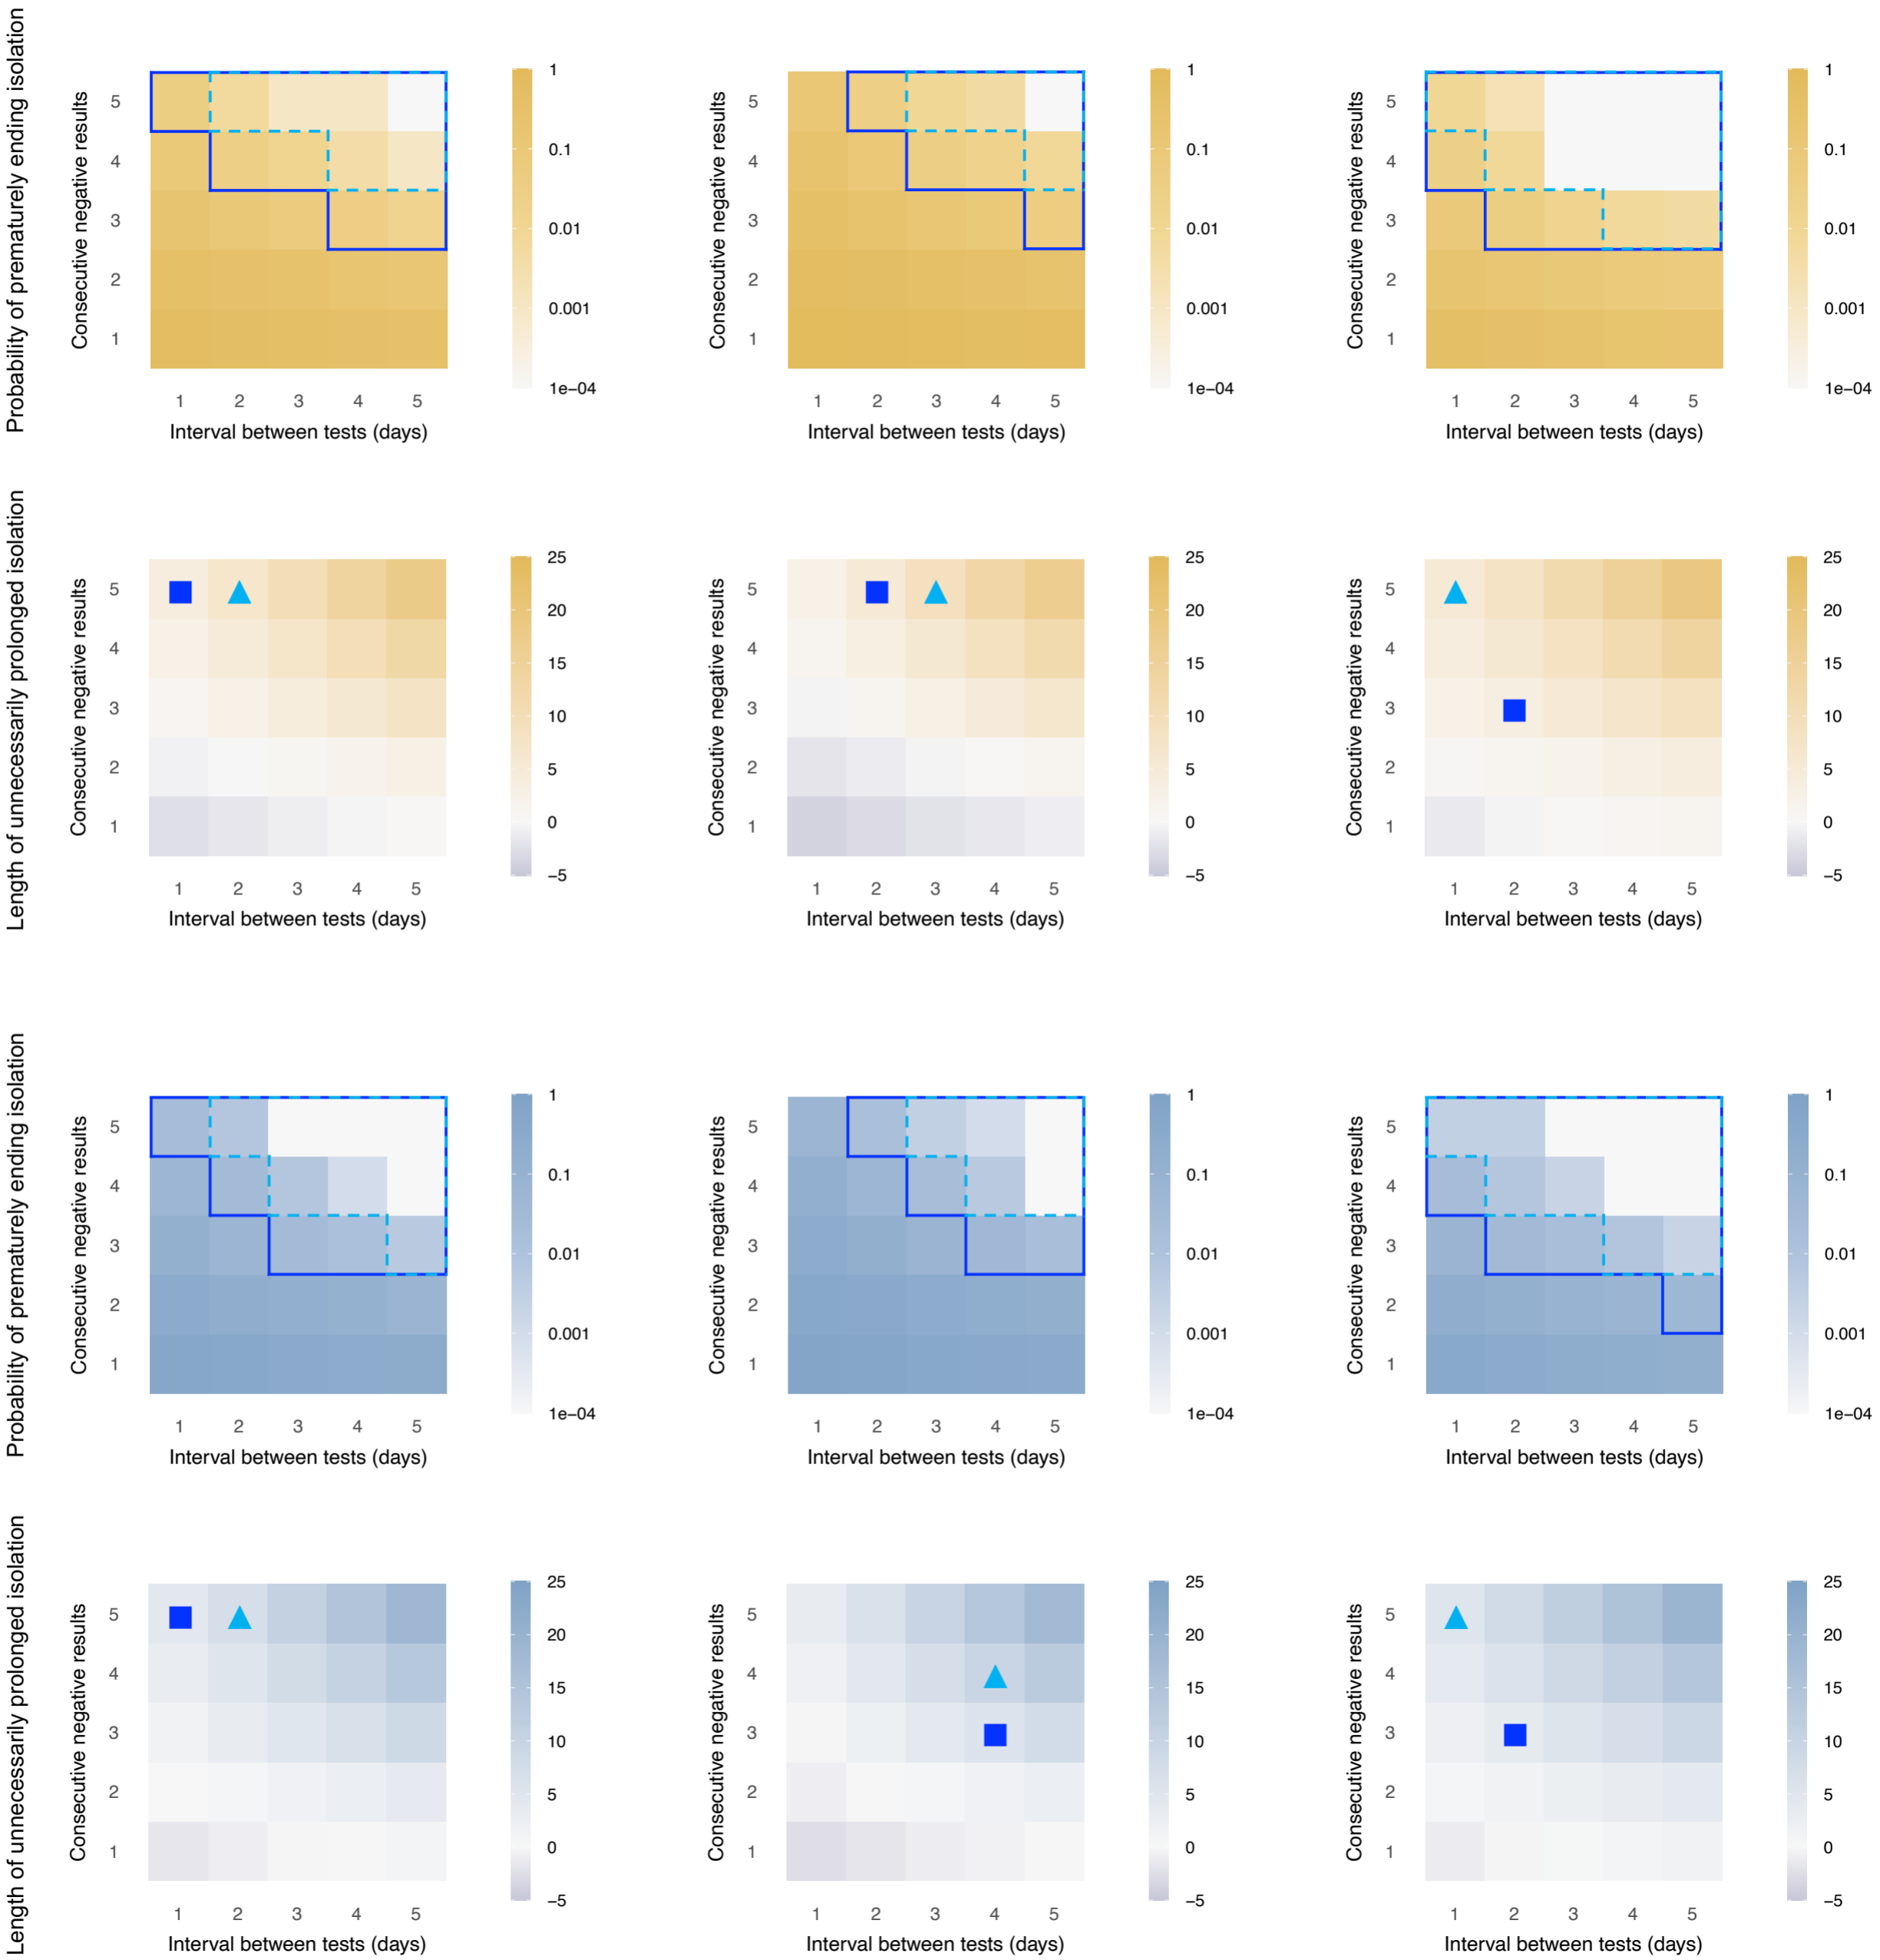 Probability of prematurely ending isolation
Consecutive negative results
5
4
3
2
1
1 2 3 4 5
Interval between tests (days)
1
0.1
0.01
0.001
1e−04
Consecutive negative results
5
4
3
2
1
1 2 3 4 5
Interval between tests (days)
1
0.1
0.01
0.001
1e−04
Consecutive negative results
5
4
3
2
1
1 2 3 4 5
Interval between tests (days)
1
0.1
0.01
0.001
1e−04
Length of unnecessarily prolonged isolation
Consecutive negative results
5
4
3
2
1
1 2 3 4 5
Interval between tests (days)
25
20
15
10
5
0
−5
Consecutive negative results
5
4
3
2
1
1 2 3 4 5
Interval between tests (days)
25
20
15
10
5
0
−5
Consecutive negative results
5
4
3
2
1
1 2 3 4 5
Interval between tests (days)
25
20
15
10
5
0
−5
Probability of prematurely ending isolation
Consecutive negative results
5
4
3
2
1
1 2 3 4 5
Interval between tests (days)
1
0.1
0.01
0.001
1e−04
Consecutive negative results
5
4
3
2
1
1 2 3 4 5
Interval between tests (days)
1
0.1
0.01
0.001
1e−04
Consecutive negative results
5
4
3
2
1
1 2 3 4 5
Interval between tests (days)
1
0.1
0.01
0.001
1e−04
Length of unnecessarily prolonged isolation
Consecutive negative results
5
4
3
2
1
1 2 3 4 5
Interval between tests (days)
25
20
15
10
5
0
−5
Consecutive negative results
5
4
3
2
1
1 2 3 4 5
Interval between tests (days)
25
20
15
10
5
0
−5
Consecutive negative results
5
4
3
2
1
1 2 3 4 5
Interval between tests (days)
25
20
15
10
5
0
−5